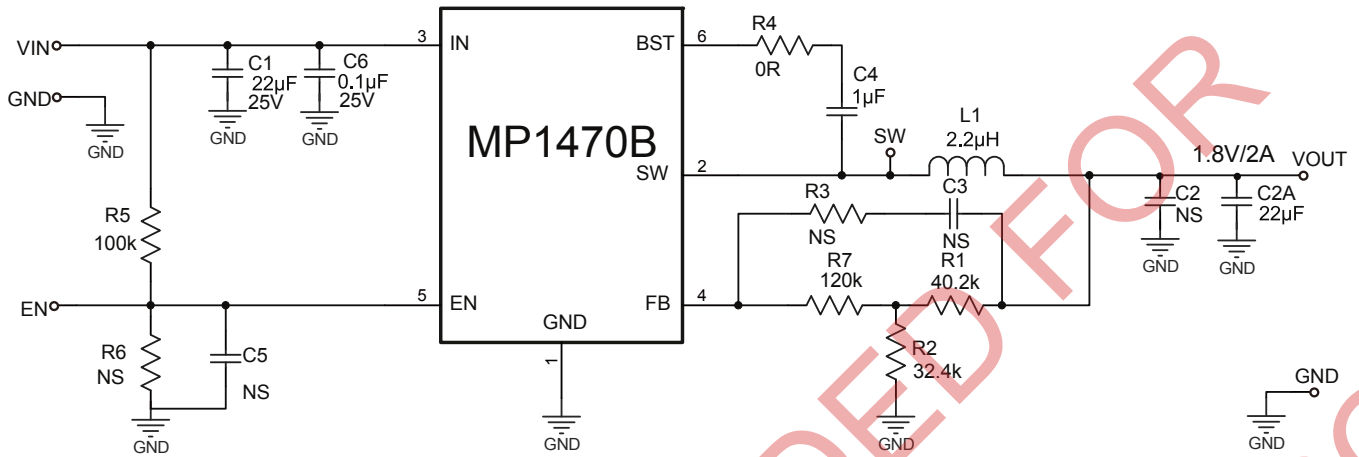 VIN
GND
GND
C1
22µF
25V
GND
C6
0.1µF
25V
GND
R5
100k
EN
R6
NS
C5
NS
GND
3
IN
5
EN
MP1470B
GND
1
GND
BST
6
SW
2
FB
4
R4
0R
C4
1µF
SW
L1
2.2µH
R3
NS
C3
NS
R7
120k
R1
40.2k
R2
32.4k
GND
1.8V/2A
VOUT
C2
NS
GND
C2A
22µF
GND
GND
GND
DED FOR